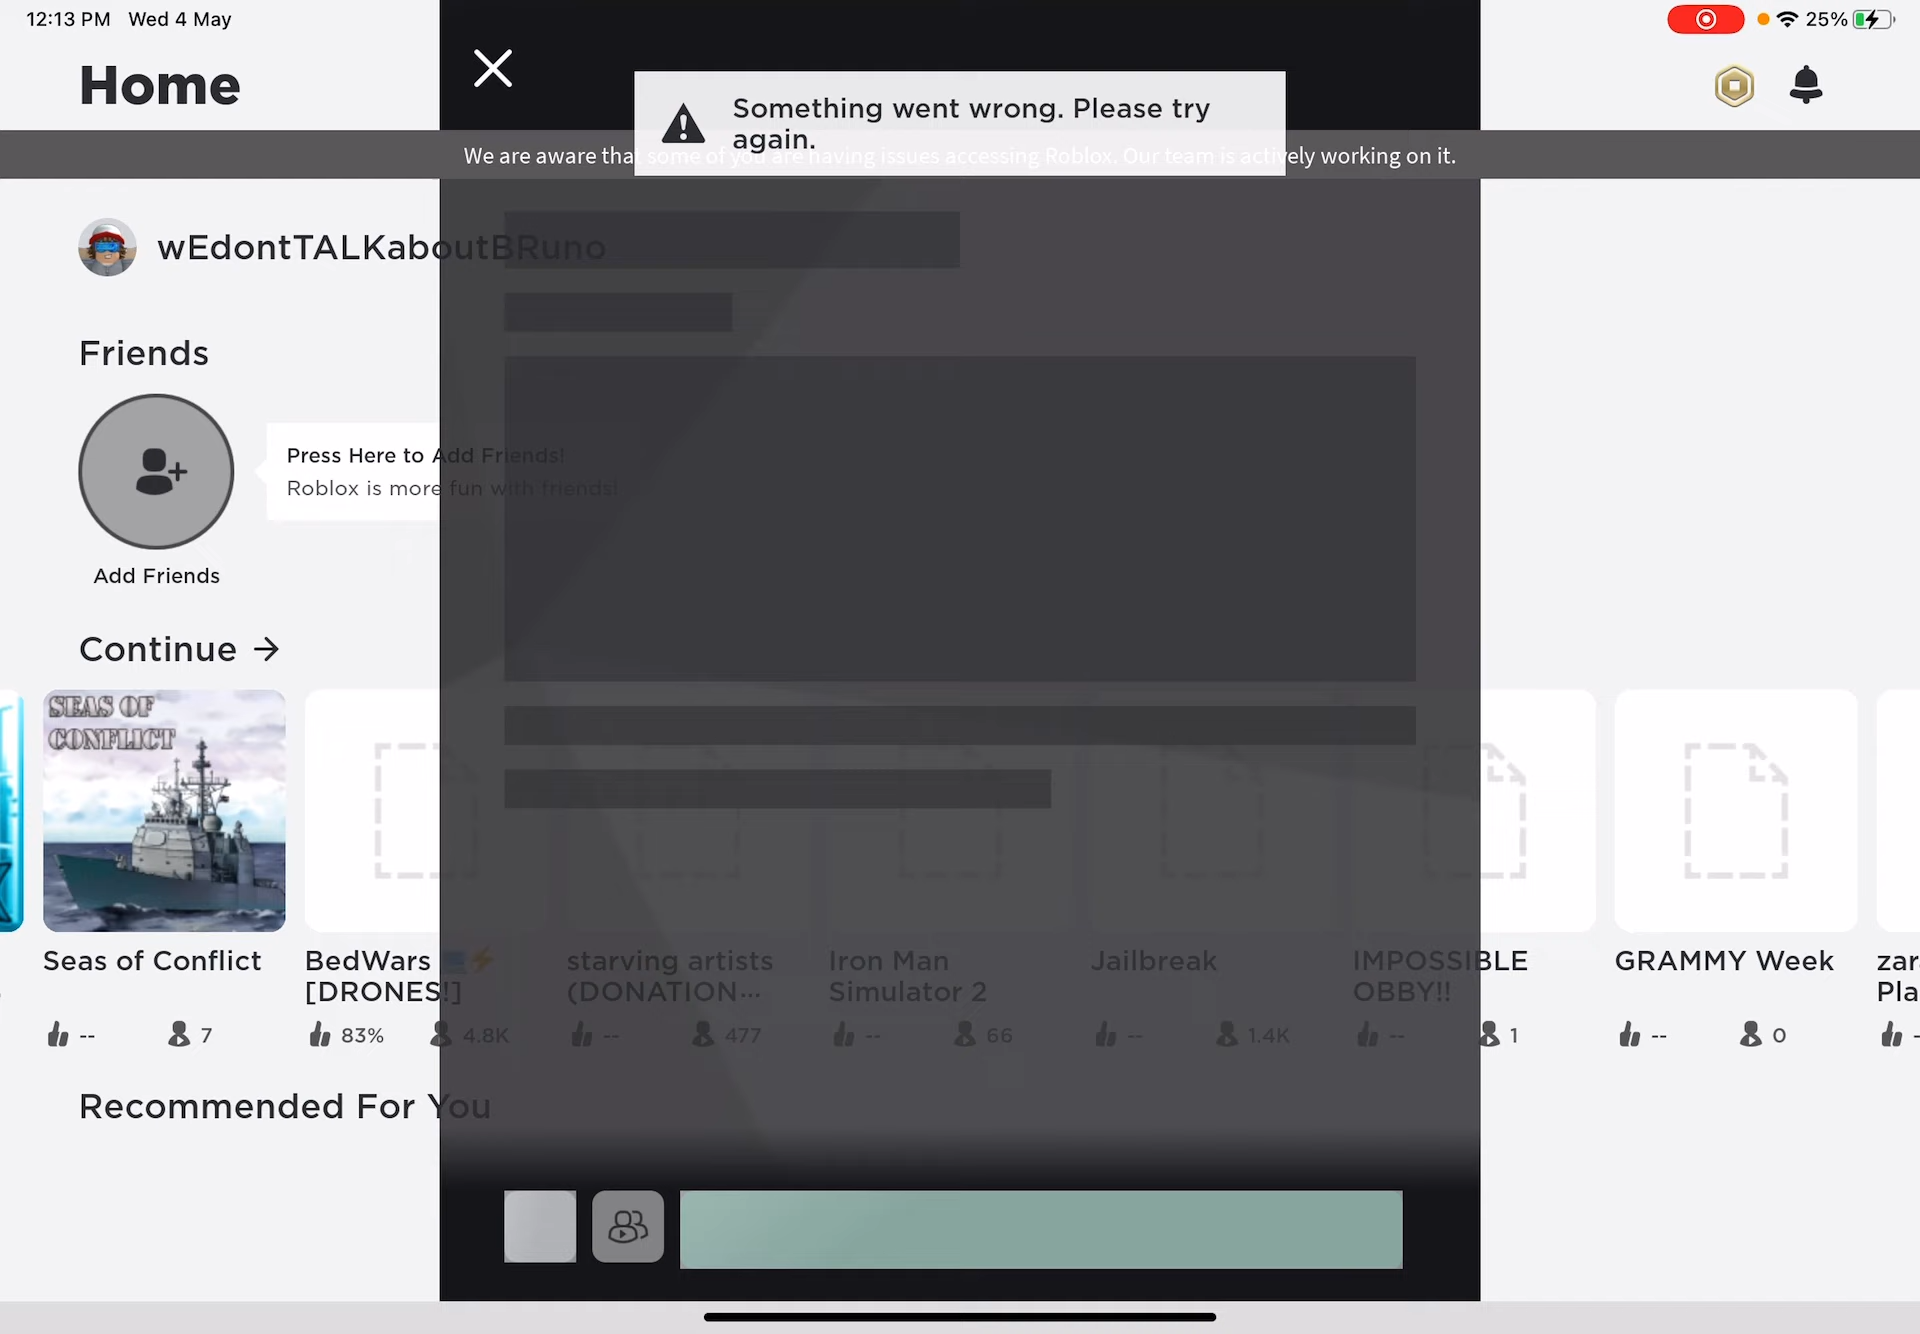 12:13 PM Wed 4 May
25%
Home
Something went wrong. Please try
again.
We are aware that some of you are having issues accessing Roblox. Our team is actively working on it.
wEdontTALKaboutBRuno
Friends
Press Here to Add Friends!
Roblox is more fun with friends!
Add Friends
Continue →
SEAS OF
CONFLICT
Seas of Conflict
-- 7
BedWars 💻⚡
[DRONES!]
83% 4.8K
starving artists
(DONATION...
-- 477
Iron Man
Simulator 2
-- 66
Jailbreak
-- 1.4K
IMPOSSIBLE
OBBY!!
-- 1
GRAMMY Week
-- 0
zar
Pla
-
Recommended For You